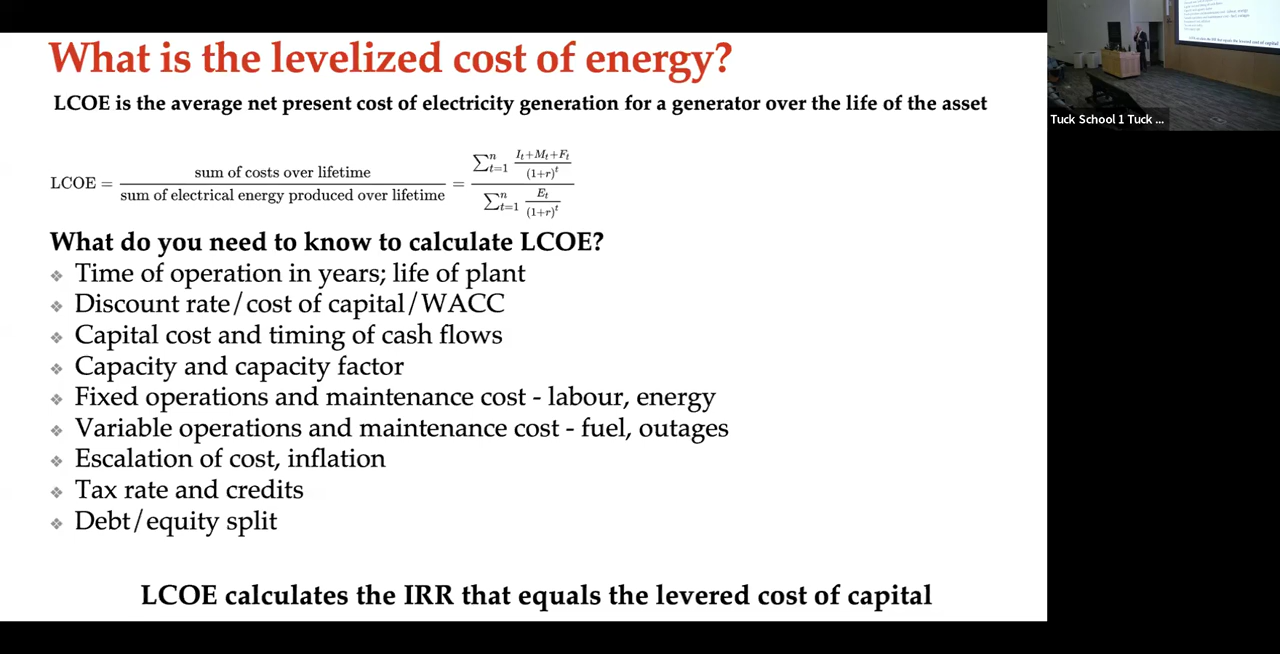 What is the levelized cost of energy?
LCOE is the average net present cost of electricity generation for a generator over the life of the asset
LCOE = sum of costs over lifetime / sum of electrical energy produced over lifetime = ∑ⁿₜ₌₁ (Iₜ+Mₜ+Fₜ)/(1+r)ᵗ / ∑ⁿₜ₌₁ Eₜ/(1+r)ᵗ
What do you need to know to calculate LCOE?
❖ Time of operation in years; life of plant
❖ Discount rate/cost of capital/WACC
❖ Capital cost and timing of cash flows
❖ Capacity and capacity factor
❖ Fixed operations and maintenance cost - labour, energy
❖ Variable operations and maintenance cost - fuel, outages
❖ Escalation of cost, inflation
❖ Tax rate and credits
❖ Debt/equity split
LCOE calculates the IRR that equals the levered cost of capital
Tuck School 1 Tuck ...